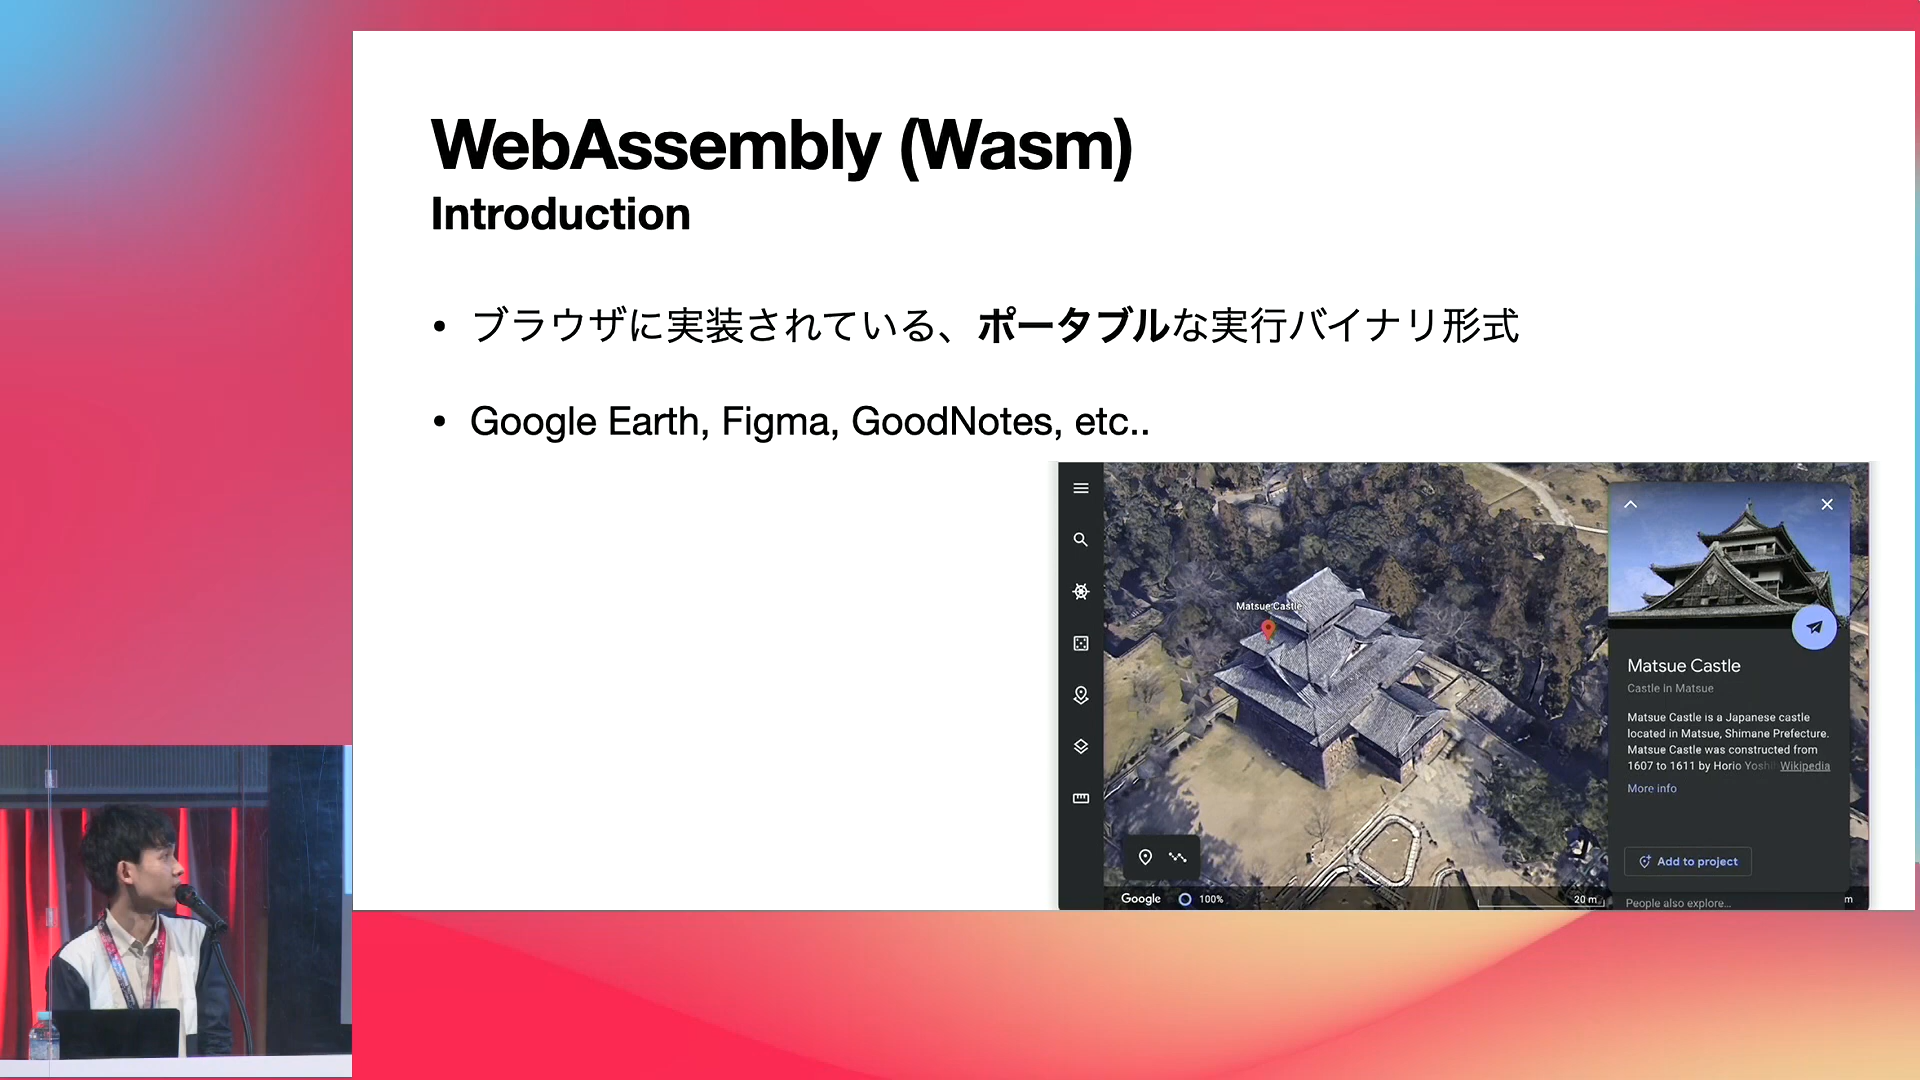 WebAssembly (Wasm)
Introduction
• ブラウザに実装されている、ポータブルな実行バイナリ形式
• Google Earth, Figma, GoodNotes, etc..
Matsue Castle
Matsue Castle
Castle in Matsue
Matsue Castle is a Japanese castle
located in Matsue, Shimane Prefecture.
Matsue Castle was constructed from
1607 to 1611 by Horio Yoshi Wikipedia
More info
Add to project
People also explore...
Google 100%
20 m
m